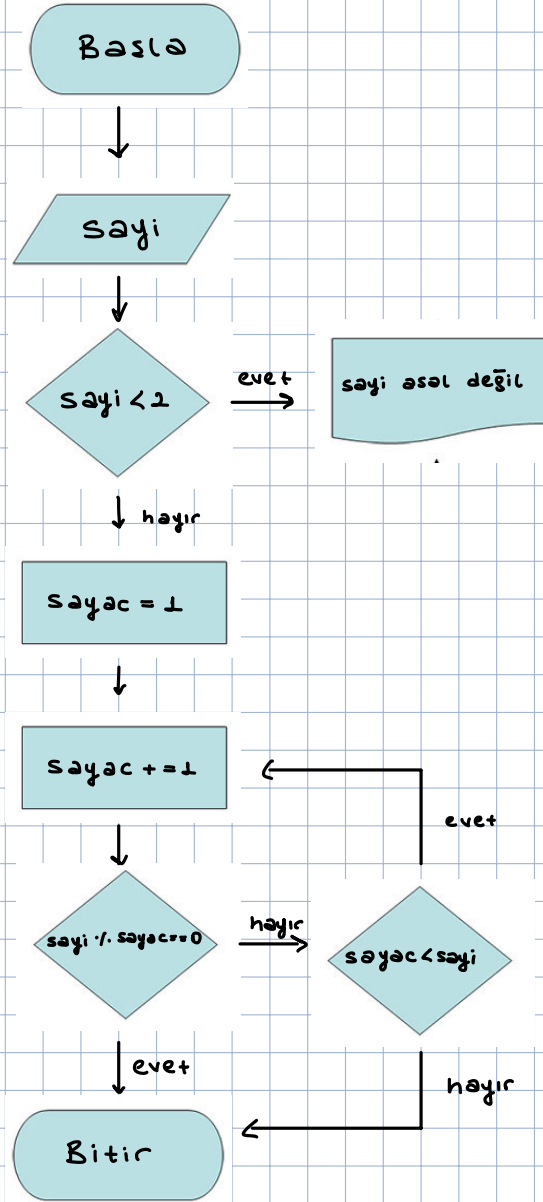 Başla
sayi
sayi < 2
evet
sayi asal değil
hayır
sayac = 1
sayac + = 1
evet
sayi % sayac==0
hayır
sayac < sayi
evet
hayır
Bitir